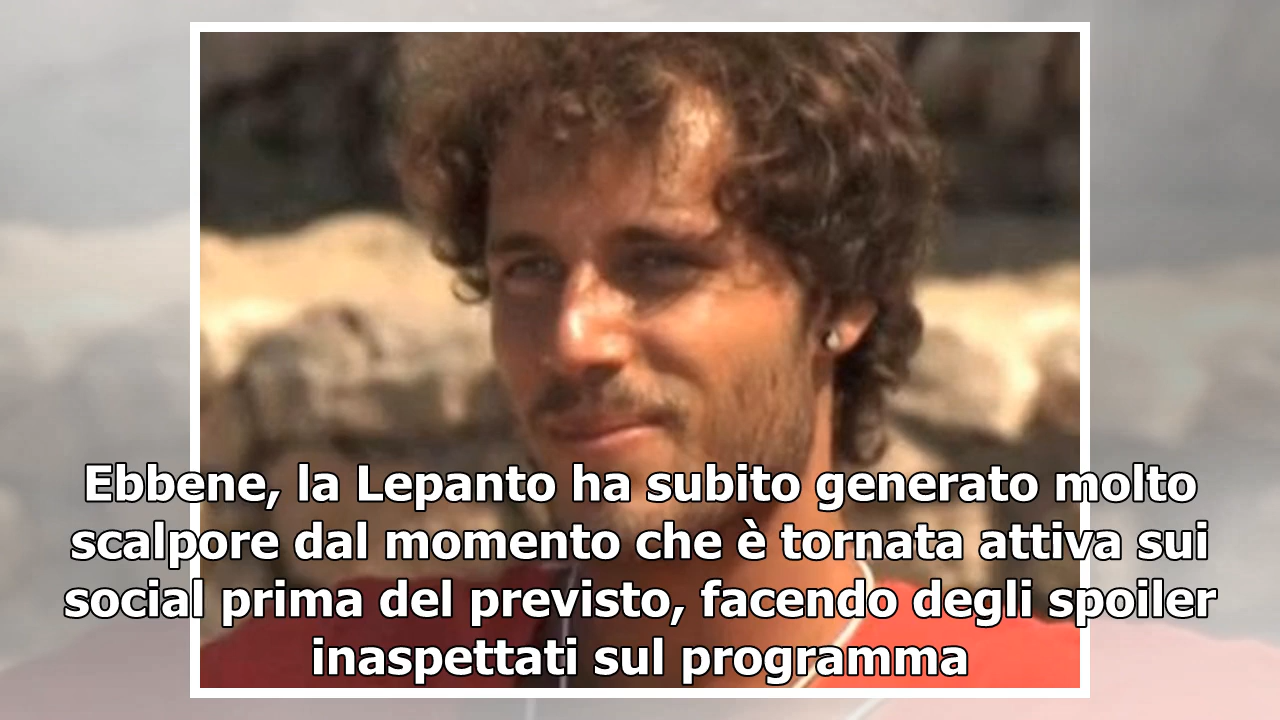 Ebbene, la Lepanto ha subito generato molto
scalpore dal momento che è tornata attiva sui
social prima del previsto, facendo degli spoiler
inaspettati sul programma